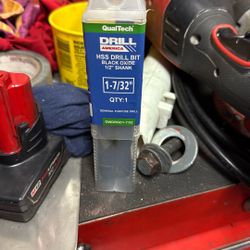 QualTech
DRILL
AMERICA
HSS DRILL BIT
BLACK OXIDE
1/2" SHANK
1-7/32"
QTY:1